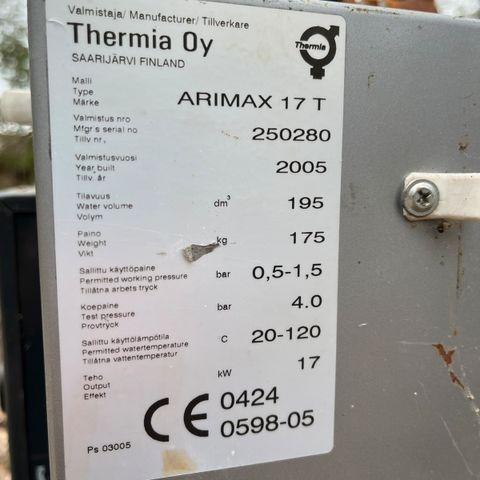 Valmistaja/ Manufacturer/ Tillverkare
Thermia Oy
SAARIJÄRVI FINLAND
Thermia
Malli
Type
Märke
ARIMAX 17 T
Valmistus nro
Mfgr's serial no
Tillv nr.
250280
Valmistusvuosi
Year built
Tillv. år
2005
Tilavuus
Water volume
Volym
dm³ 195
Paino
Weight
Vikt
kg 175
Sallittu käyttöpaine
Permitted working pressure
Tillåtna arbets tryck
bar 0,5-1,5
Koepaine
Test pressure
Provtryck
bar 4.0
Sallittu käyttölämpötila
Permitted watertemperature
Tillåtna vattentemperatur
C 20-120
Teho
Output
Effekt
kW 17
CE 0424
0598-05
Ps 03005